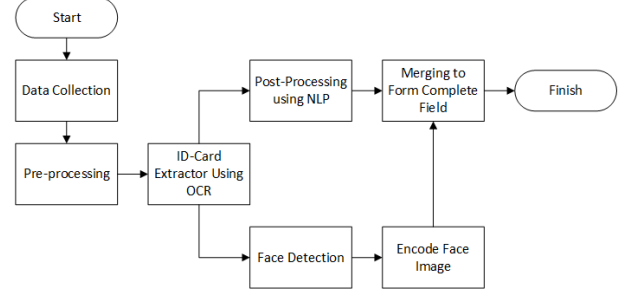 Start
Data Collection
Pre-processing
ID-Card
Extractor Using
OCR
Post-Processing
using NLP
Merging to
Form Complete
Field
Finish
Face Detection
Encode Face
Image